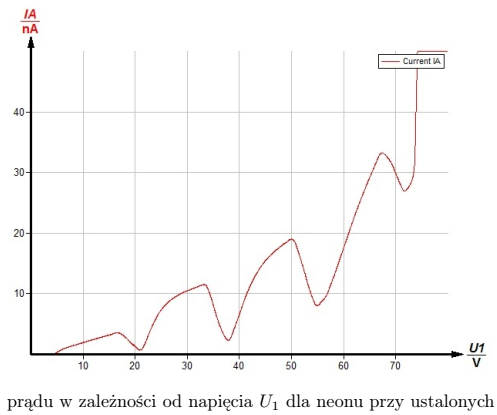 IA
nA
Current IA
40
30
20
10
10 20 30 40 50 60 70
U1
V
prądu w zależności od napięcia U₁ dla neonu przy ustalonych